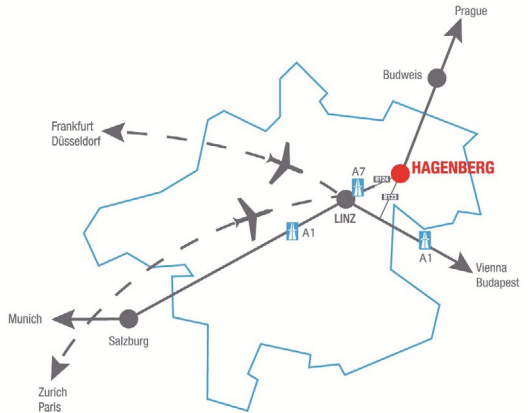 Prague
Budweis
Frankfurt
Düsseldorf
A7
B124
HAGENBERG
B123
LINZ
A1
A1
Vienna
Budapest
Munich
Salzburg
Zurich
Paris